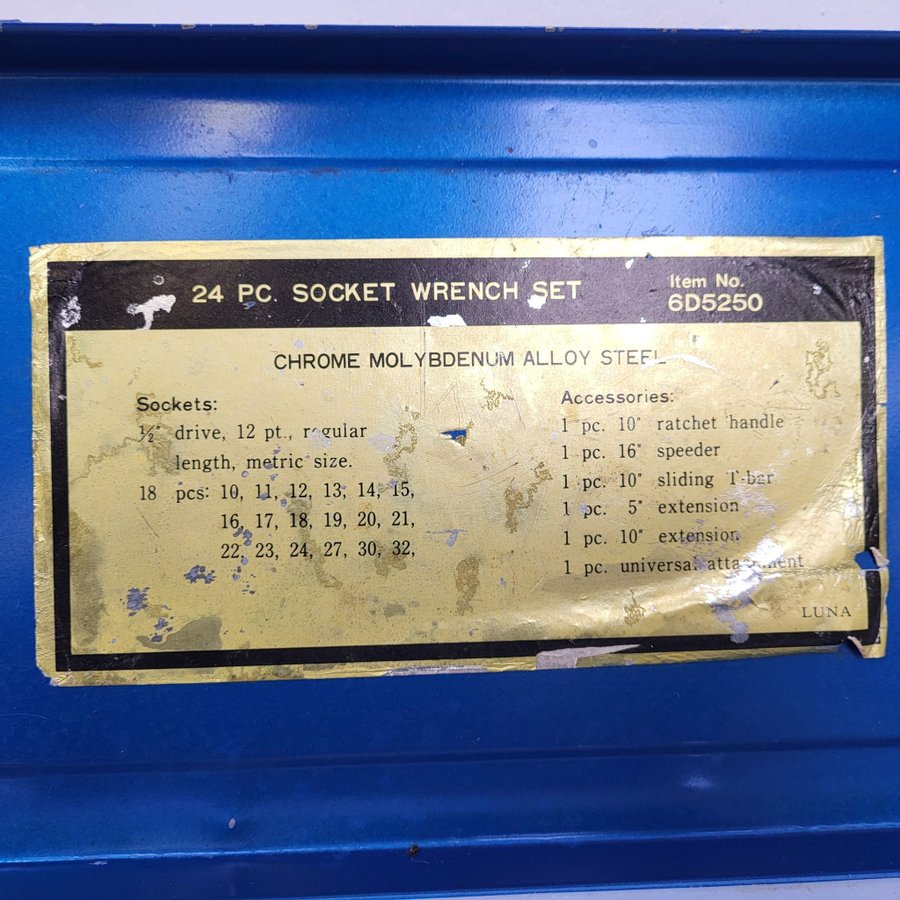 24 PC. SOCKET WRENCH SET
Item No.
6D5250
CHROME MOLYBDENUM ALLOY STEEL
Sockets:
½" drive, 12 pt., regular
length, metric size.
18 pcs: 10, 11, 12, 13, 14, 15,
16, 17, 18, 19, 20, 21,
22, 23, 24, 27, 30, 32,
Accessories:
1 pc. 10" ratchet handle
1 pc. 16" speeder
1 pc. 10" sliding T-bar
1 pc. 5" extension
1 pc. 10" extension
1 pc. universal attachment
LUNA